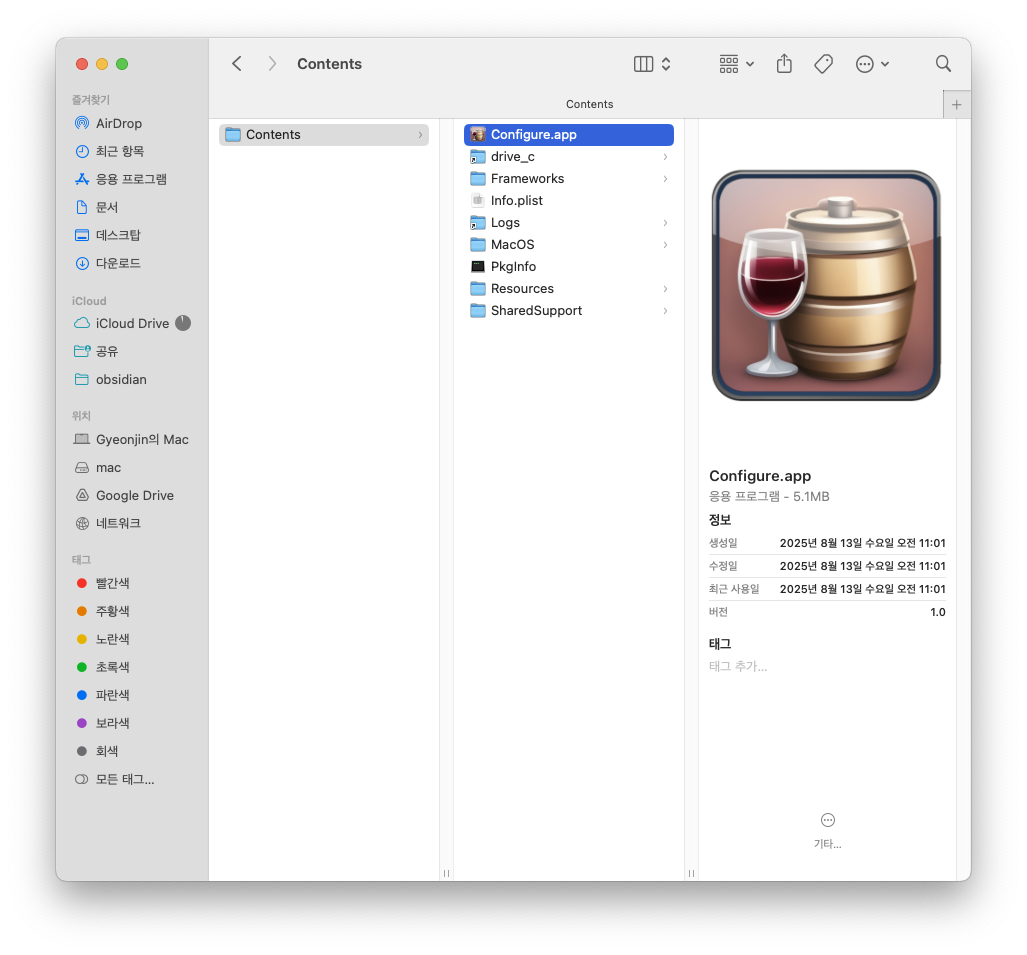 Contents
Contents
즐겨찾기
AirDrop
최근 항목
응용 프로그램
문서
데스크탑
다운로드
iCloud
iCloud Drive
공유
obsidian
위치
Gyeonjin의 Mac
mac
Google Drive
네트워크
태그
빨간색
주황색
노란색
초록색
파란색
보라색
회색
모든 태그...
Contents
Configure.app
drive_c
Frameworks
Info.plist
Logs
MacOS
PkgInfo
Resources
SharedSupport
Configure.app
응용 프로그램 - 5.1MB
정보
생성일 2025년 8월 13일 수요일 오전 11:01
수정일 2025년 8월 13일 수요일 오전 11:01
최근 사용일 2025년 8월 13일 수요일 오전 11:01
버전 1.0
태그
태그 추가...
기타...